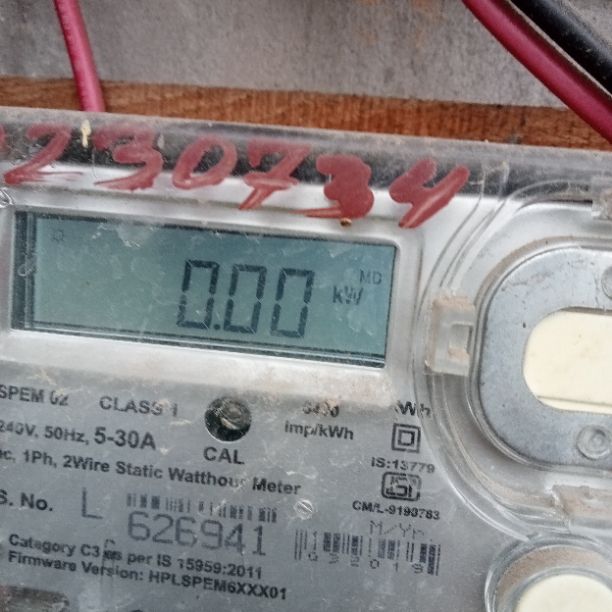 230734
0.00 kW MD
SPEM 02 CLASS 1 imp/kWh
240V, 50Hz, 5-30A CAL
1Ph, 2Wire Static Watthour Meter
IS:13779
CM/L-9190783
S. No. L 626941
M/Yr.
Category C3 as per IS 15959:2011
Firmware Version: HPLSPEM6XXX01